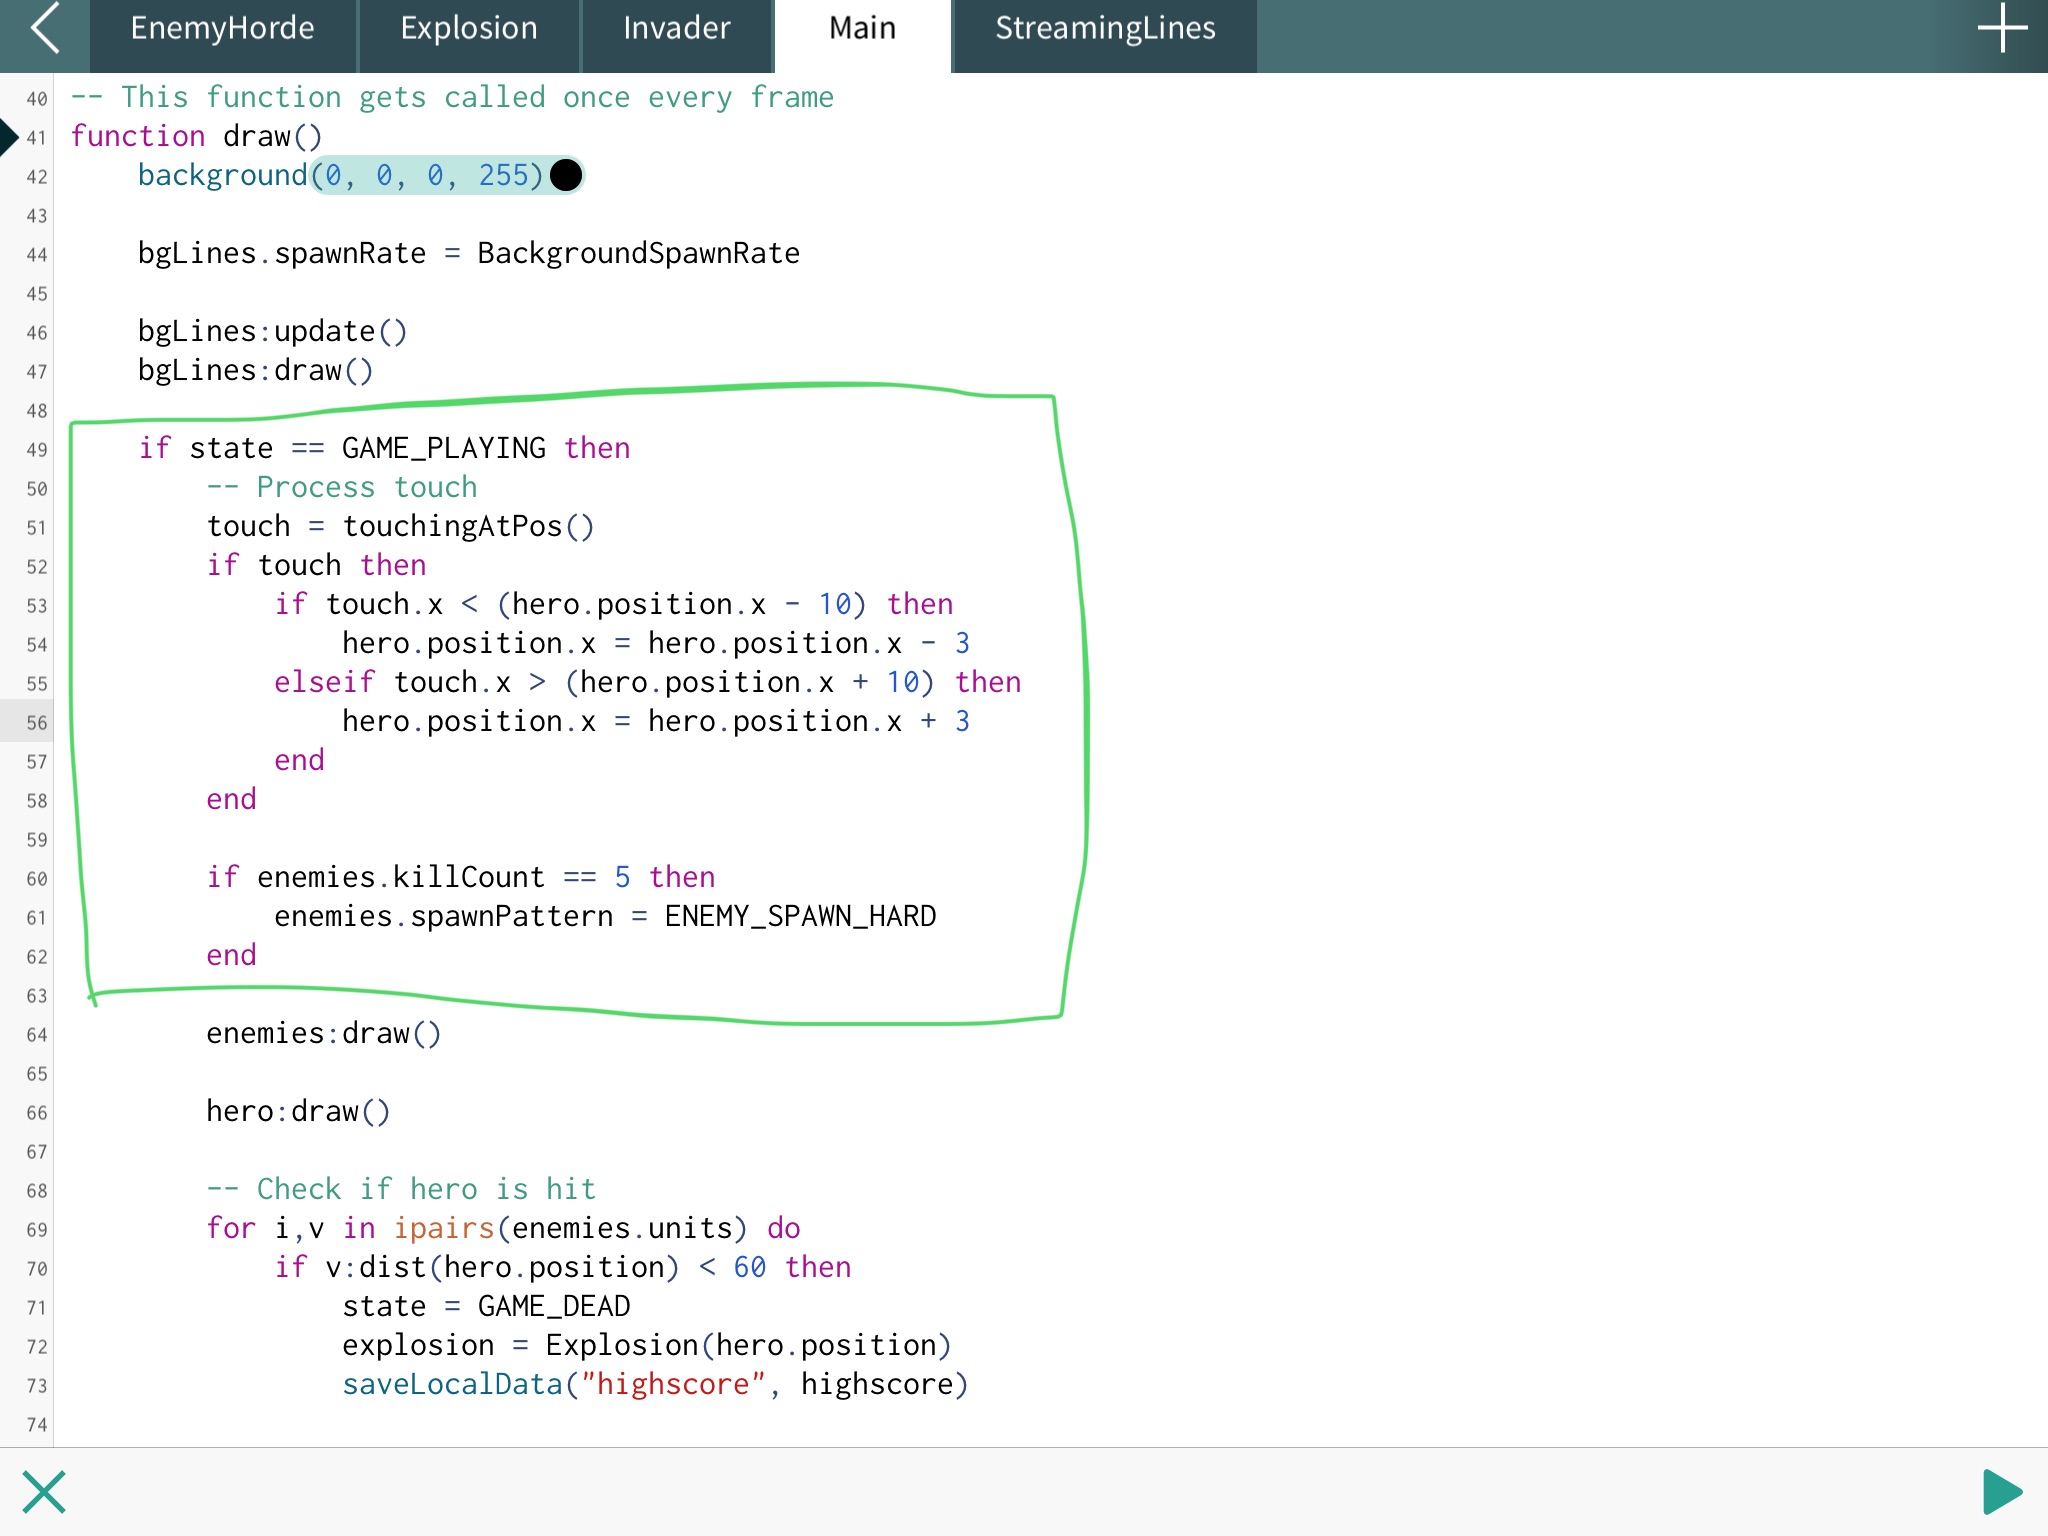 EnemyHorde Explosion Invader Main StreamingLines
40 -- This function gets called once every frame
41 function draw()
42     background(0, 0, 0, 255)
43
44     bgLines.spawnRate = BackgroundSpawnRate
45
46     bgLines:update()
47     bgLines:draw()
48
49     if state == GAME_PLAYING then
50         -- Process touch
51         touch = touchingAtPos()
52         if touch then
53             if touch.x < (hero.position.x - 10) then
54                 hero.position.x = hero.position.x - 3
55             elseif touch.x > (hero.position.x + 10) then
56                 hero.position.x = hero.position.x + 3
57             end
58         end
59
60         if enemies.killCount == 5 then
61             enemies.spawnPattern = ENEMY_SPAWN_HARD
62         end
63
64         enemies:draw()
65
66         hero:draw()
67
68         -- Check if hero is hit
69         for i,v in ipairs(enemies.units) do
70             if v:dist(hero.position) < 60 then
71                 state = GAME_DEAD
72                 explosion = Explosion(hero.position)
73                 saveLocalData("highscore", highscore)
74